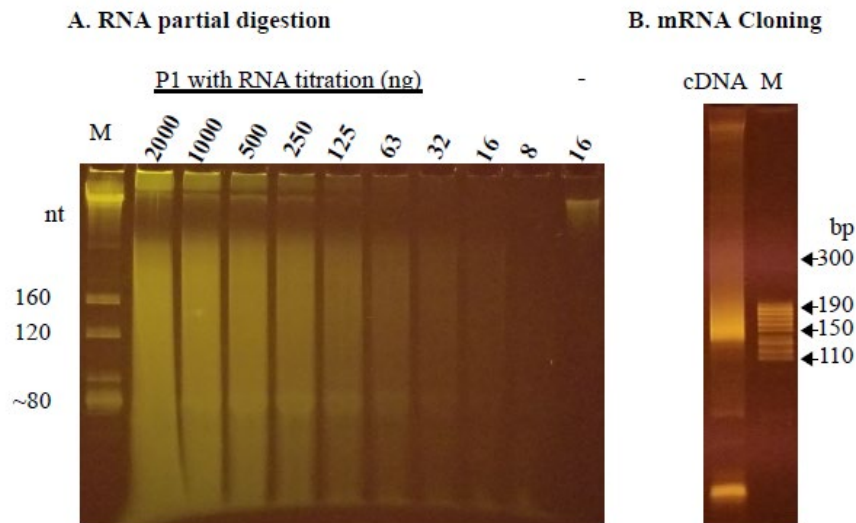 A. RNA partial digestion
P1 with RNA titration (ng) -
M 2000 1000 500 250 125 63 32 16 8 16
nt
160
120
~80
B. mRNA Cloning
cDNA M
bp
300
190
150
110